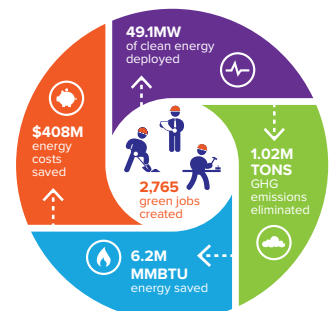 49.1MW
of clean energy
deployed
$408M
energy
costs
saved
1.02M
TONS
GHG
emissions
eliminated
2,765
green jobs
created
6.2M
MMBTU
energy saved